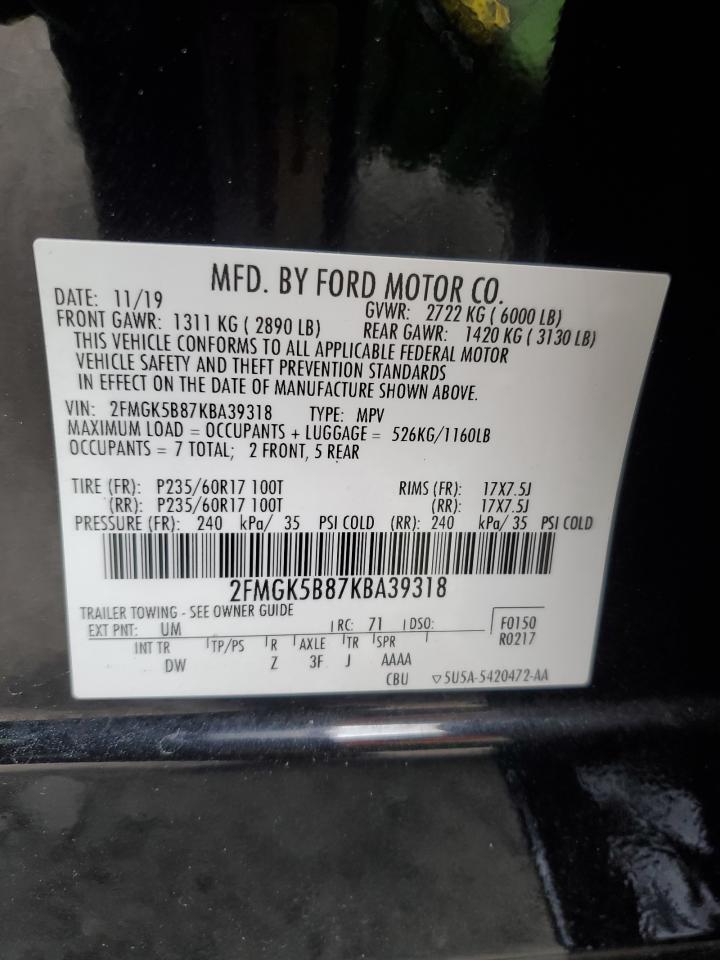 MFD. BY FORD MOTOR CO.
DATE: 11/19 GVWR: 2722 KG ( 6000 LB)
FRONT GAWR: 1311 KG ( 2890 LB) REAR GAWR: 1420 KG ( 3130 LB)
THIS VEHICLE CONFORMS TO ALL APPLICABLE FEDERAL MOTOR
VEHICLE SAFETY AND THEFT PREVENTION STANDARDS
IN EFFECT ON THE DATE OF MANUFACTURE SHOWN ABOVE.
VIN: 2FMGK5B87KBA39318 TYPE: MPV
MAXIMUM LOAD = OCCUPANTS + LUGGAGE = 526KG/1160LB
OCCUPANTS = 7 TOTAL; 2 FRONT, 5 REAR
TIRE (FR): P235/60R17 100T RIMS (FR): 17X7.5J
(RR): P235/60R17 100T (RR): 17X7.5J
PRESSURE (FR): 240 kPa/ 35 PSI COLD (RR): 240 kPa/ 35 PSI COLD
2FMGK5B87KBA39318
TRAILER TOWING - SEE OWNER GUIDE
EXT PNT: UM RC: 71 DSO: F0150
INT TR TP/PS R AXLE TR SPR R0217
DW Z 3F J AAAA
CBU ▽5U5A-5420472-AA